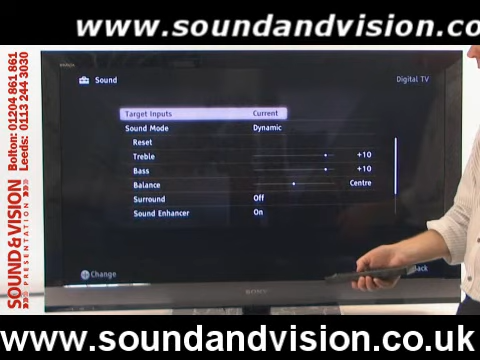 www.soundandvision.co
Bolton: 01204 861 861
Leeds: 0113 244 3030
SOUND & VISION
PRESENTATION
Sound
Digital TV
Target Inputs Current
Sound Mode Dynamic
Reset
Treble +10
Bass +10
Balance Centre
Surround Off
Sound Enhancer On
Change
ack
SONY
www.soundandvision.co.uk